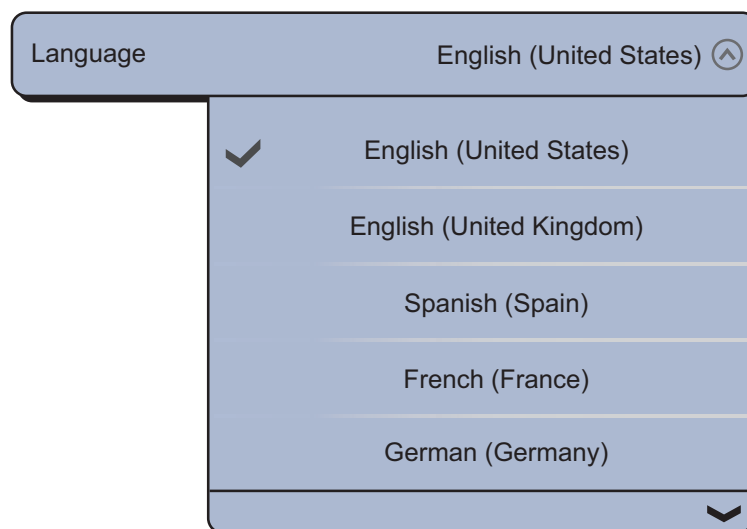 Language English (United States)
English (United States)
English (United Kingdom)
Spanish (Spain)
French (France)
German (Germany)